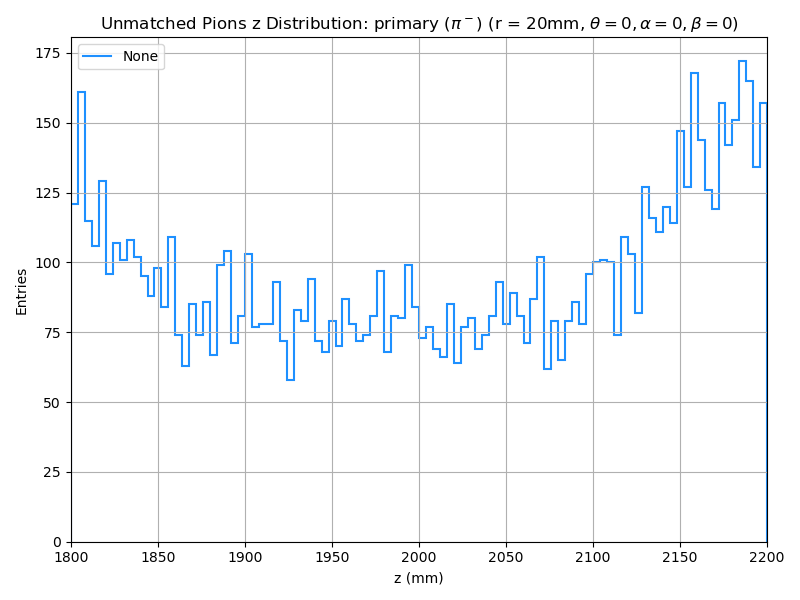 Unmatched Pions z Distribution: primary (π⁻) (r = 20mm, θ = 0, α = 0, β = 0)
None
Entries
175
150
125
100
75
50
25
0
1800 1850 1900 1950 2000 2050 2100 2150 2200
z (mm)